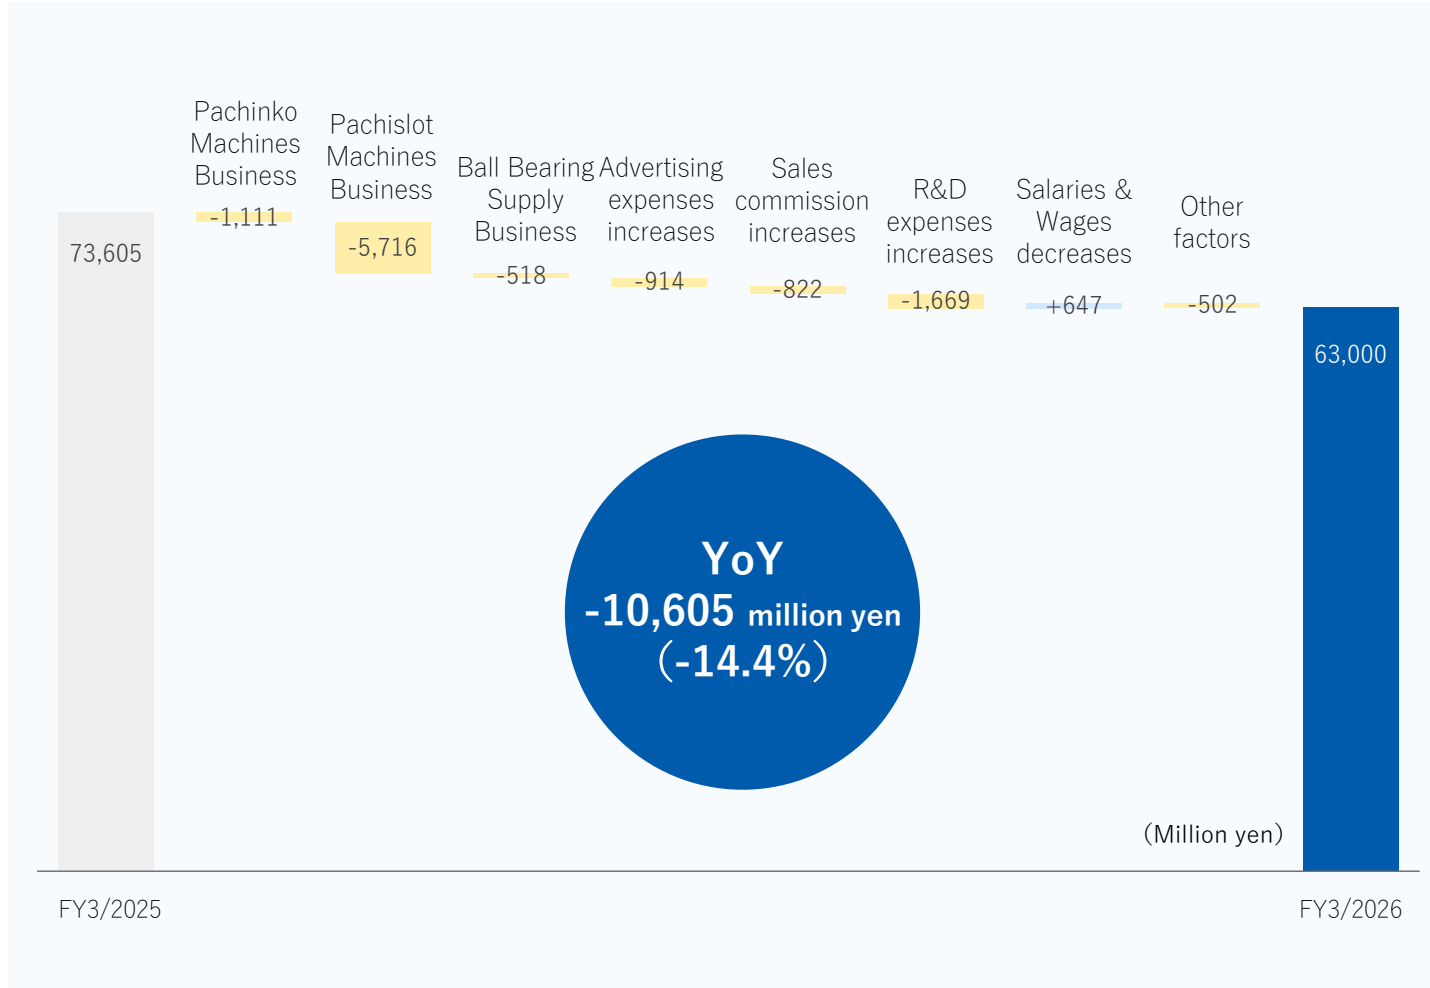 Pachinko
Machines
Business
-1,111
Pachislot
Machines
Business
-5,716
Ball Bearing
Supply
Business
-518
Advertising
expenses
increases
-914
Sales
commission
increases
-822
R&D
expenses
increases
-1,669
Salaries &
Wages
decreases
+647
Other
factors
-502
73,605
63,000
YoY
-10,605 million yen
(-14.4%)
(Million yen)
FY3/2025
FY3/2026